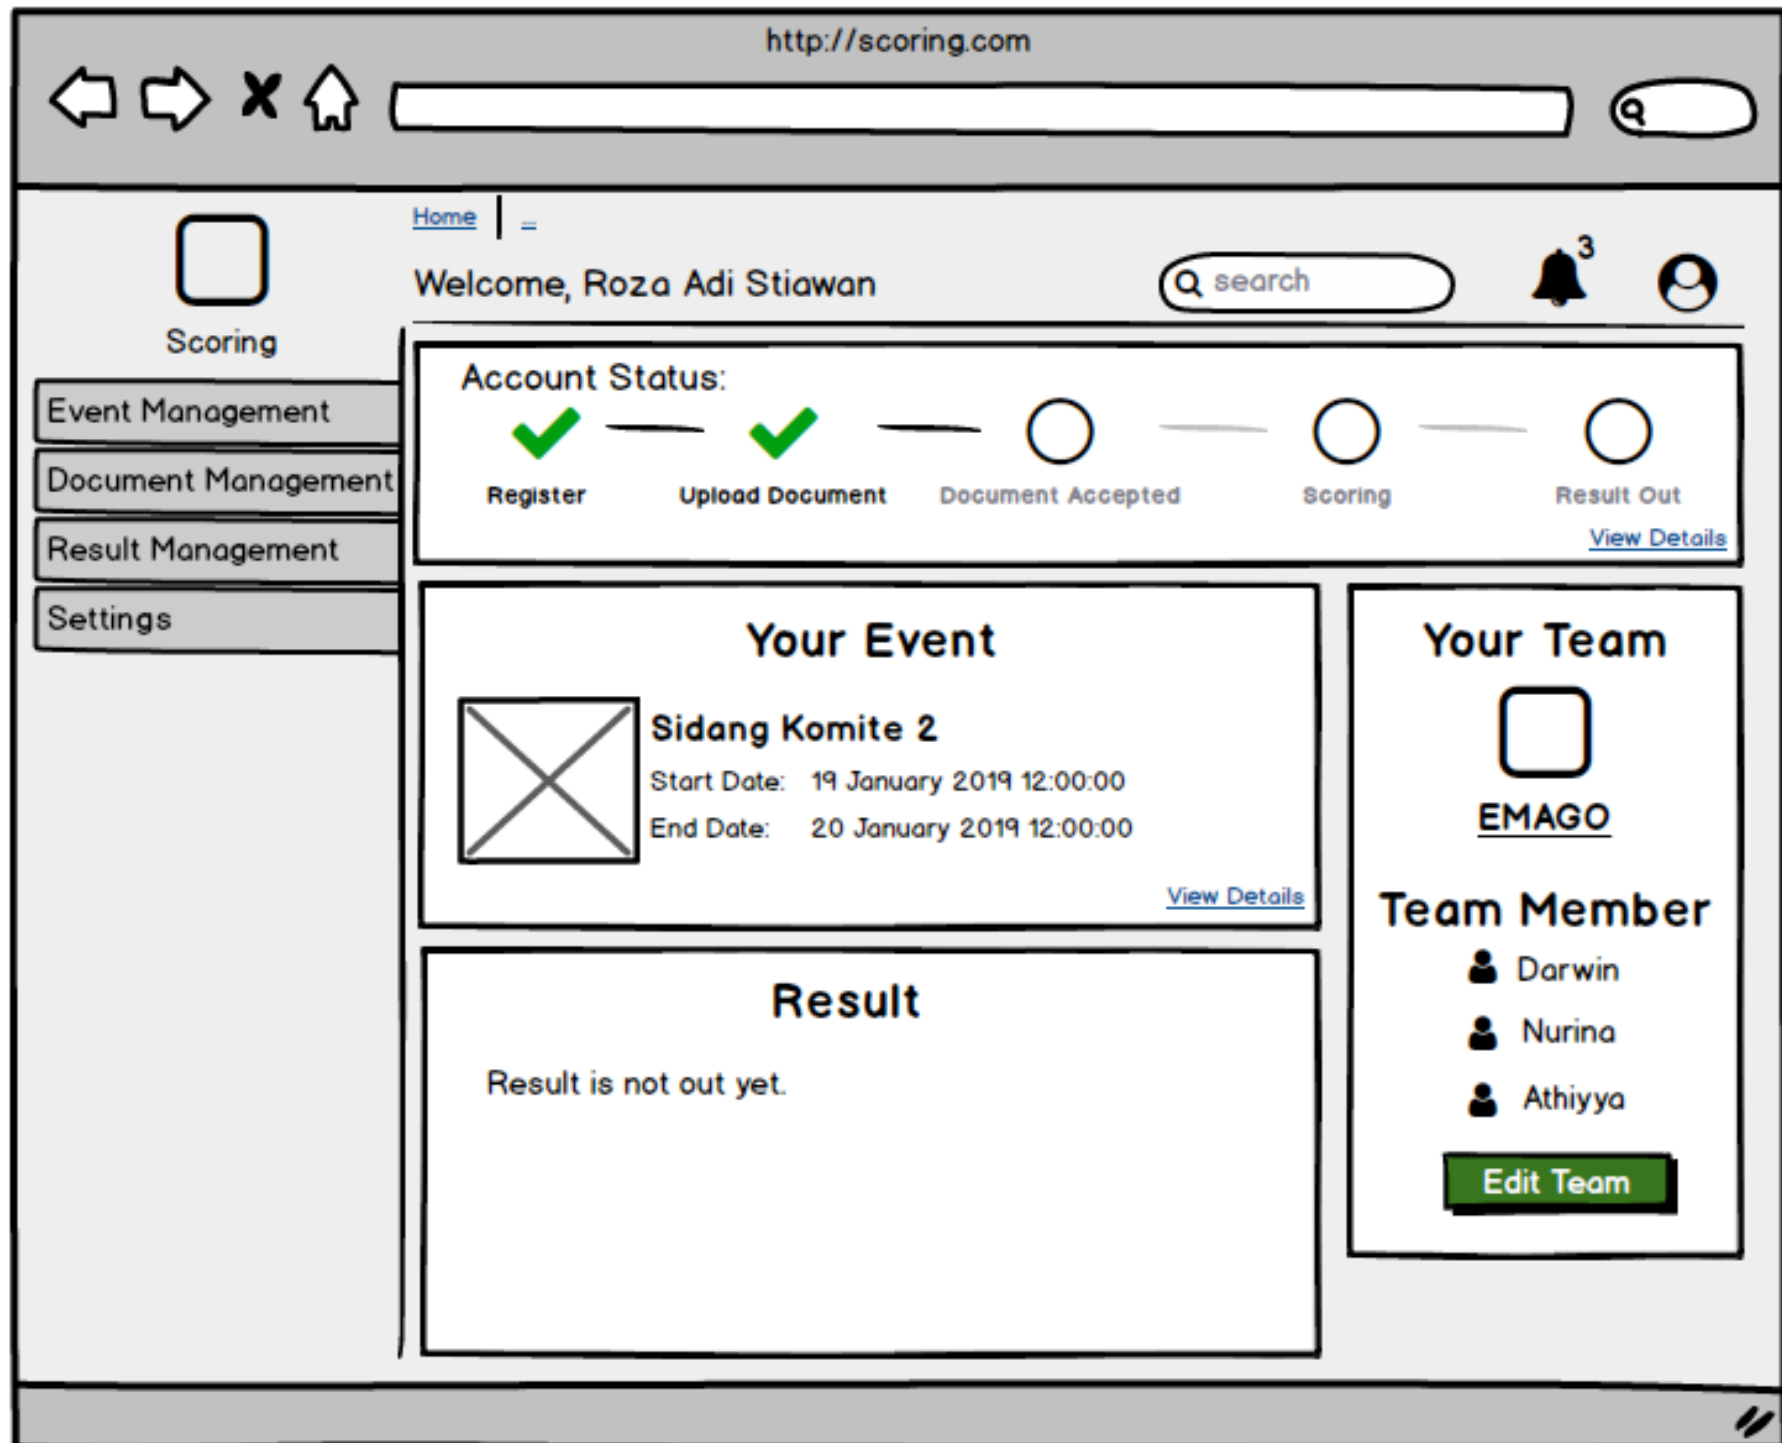 http://scoring.com
Home
...
Welcome, Roza Adi Stiawan
search
3
Scoring
Event Management
Document Management
Result Management
Settings
Account Status:
Register
Upload Document
Document Accepted
Scoring
Result Out
View Details
Your Event
Sidang Komite 2
Start Date: 19 January 2019 12:00:00
End Date: 20 January 2019 12:00:00
View Details
Result
Result is not out yet.
Your Team
EMAGO
Team Member
Darwin
Nurina
Athiyya
Edit Team